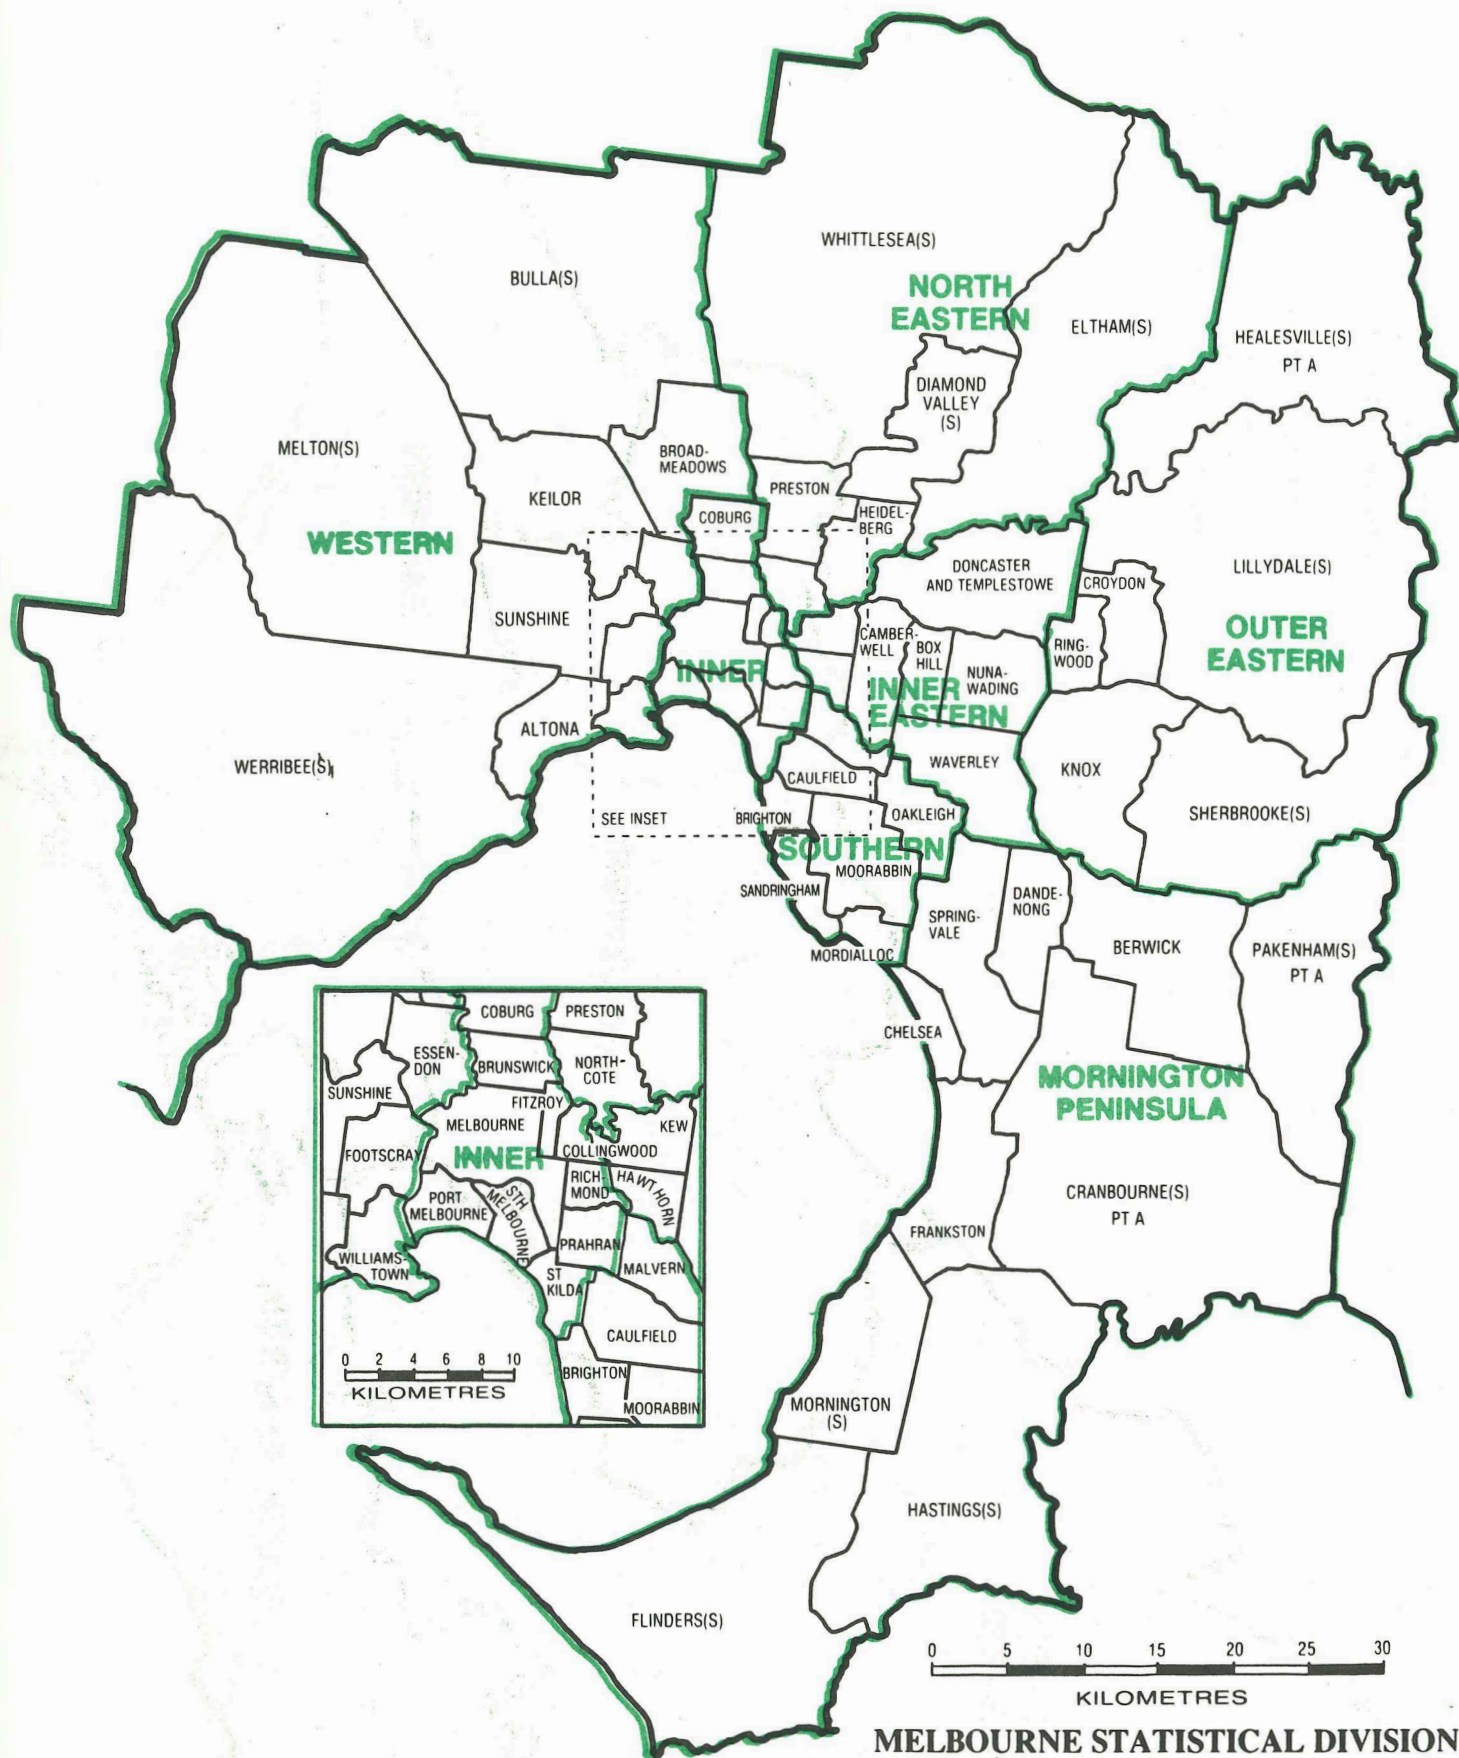 WHITTLESEA(S)
NORTH
EASTERN
BULLA(S)
ELTHAM(S)
HEALESVILLE(S)
PT A
DIAMOND
VALLEY
(S)
MELTON(S)
BROAD-
MEADOWS
KEILOR
PRESTON
COBURG
HEIDEL-
BERG
WESTERN
DONCASTER
AND TEMPLESTOWE
CROYDON
LILLYDALE(S)
SUNSHINE
OUTER
EASTERN
CAMBER-
WELL
BOX
HILL
RING-
WOOD
INNER
NUNA-
WADING
INNER
EASTERN
ALTONA
WERRIBEE(S)
WAVERLEY
KNOX
CAULFIELD
SHERBROOKE(S)
SEE INSET
BRIGHTON
OAKLEIGH
SOUTHERN
MOORABBIN
SANDRINGHAM
DANDE-
NONG
SPRING-
VALE
BERWICK
MORDIALLOC
PAKENHAM(S)
PT A
CHELSEA
MORNINGTON
PENINSULA
CRANBOURNE(S)
PT A
FRANKSTON
MORNINGTON
(S)
HASTINGS(S)
FLINDERS(S)
COBURG
PRESTON
ESSEN-
DON
BRUNSWICK
NORTH-
COTE
SUNSHINE
FITZROY
MELBOURNE
KEW
FOOTSCRAY
INNER
COLLINGWOOD
RICH-
MOND
HAWTHORN
PORT
MELBOURNE
STH
MELBOURNE
PRAHRAN
WILLIAMS-
TOWN
ST
KILDA
MALVERN
CAULFIELD
BRIGHTON
MOORABBIN
0 2 4 6 8 10
KILOMETRES
0 5 10 15 20 25 30
KILOMETRES
MELBOURNE STATISTICAL DIVISION